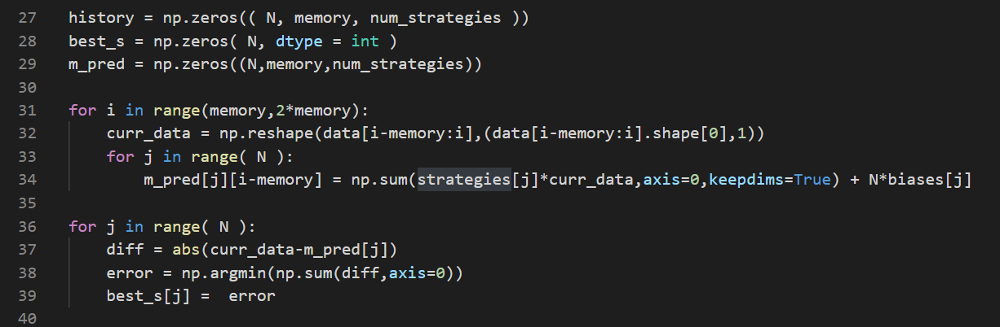 27 history = np.zeros(( N, memory, num_strategies ))
28 best_s = np.zeros( N, dtype = int )
29 m_pred = np.zeros((N,memory,num_strategies))
30
31 for i in range(memory,2*memory):
32 curr_data = np.reshape(data[i-memory:i],(data[i-memory:i].shape[0],1))
33 for j in range( N ):
34 m_pred[j][i-memory] = np.sum(strategies[j]*curr_data,axis=0,keepdims=True) + N*biases[j]
35
36 for j in range( N ):
37 diff = abs(curr_data-m_pred[j])
38 error = np.argmin(np.sum(diff,axis=0))
39 best_s[j] =  error
40